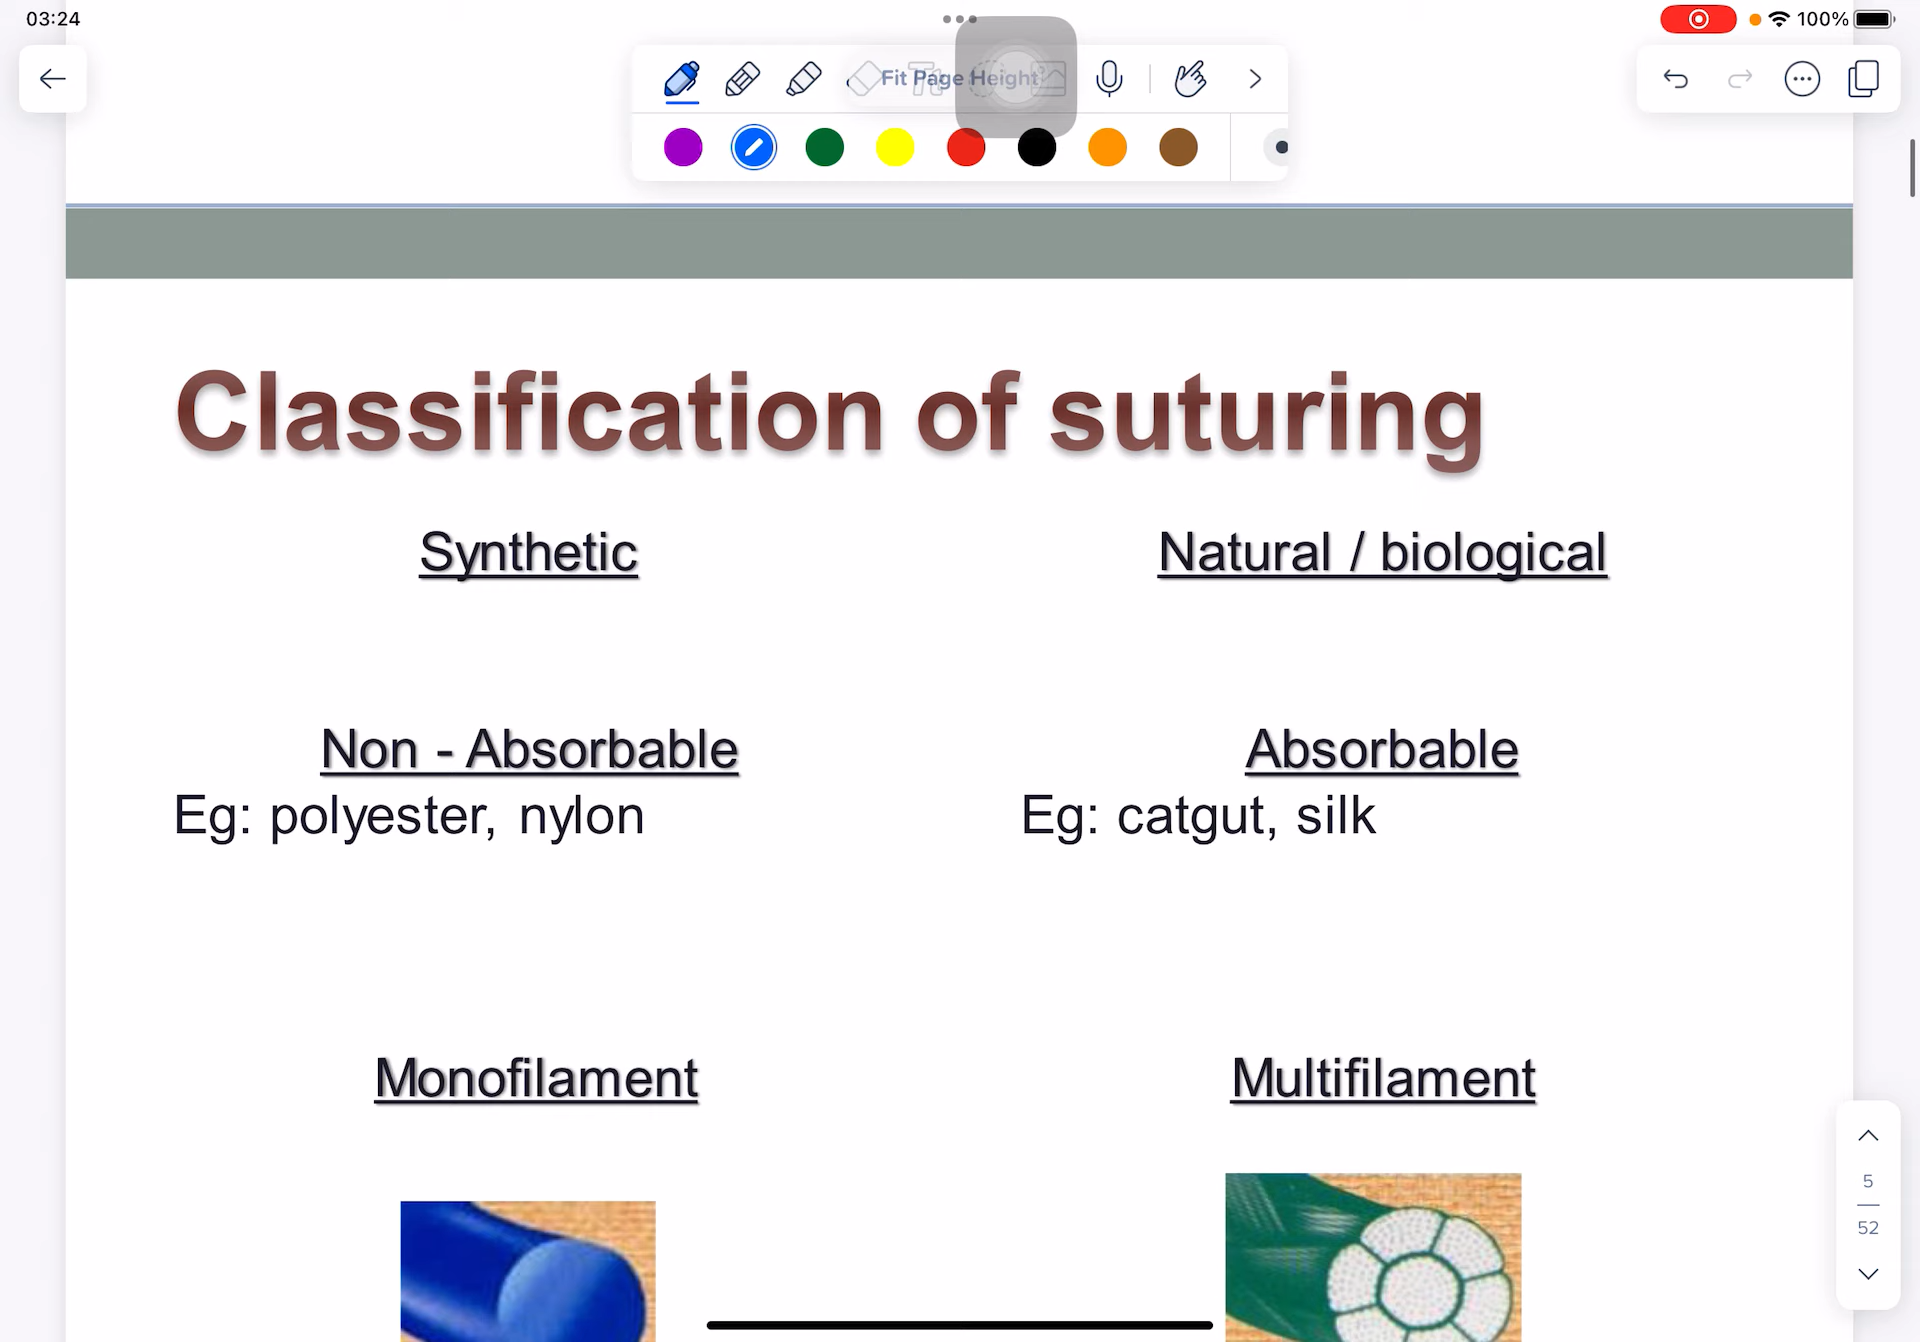 03:24
100%
Fit Page Height
Classification of suturing
Synthetic
Natural / biological
Non - Absorbable
Absorbable
Eg: polyester, nylon
Eg: catgut, silk
Monofilament
Multifilament
5
52